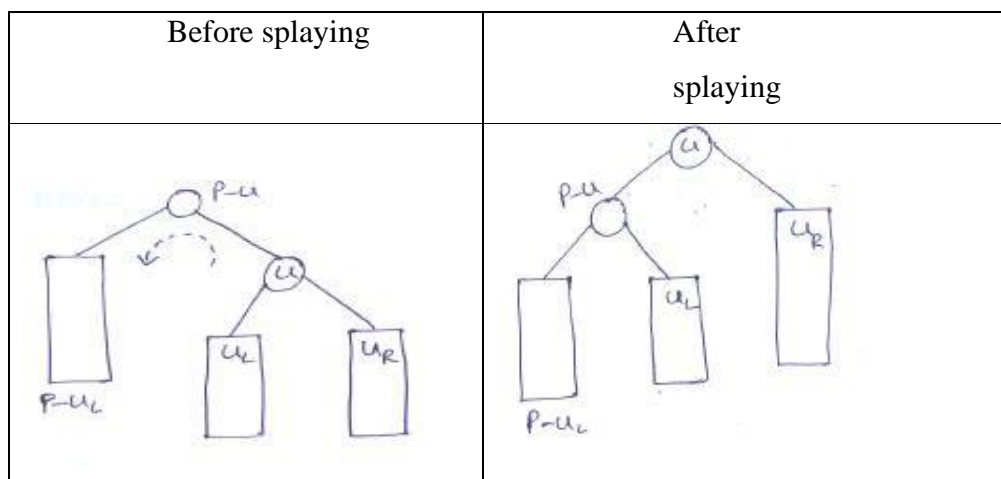 Before splaying
After
splaying
P-u
u
u_L
u_R
P-u_L
u
P-u
u_R
u_L
P-u_L